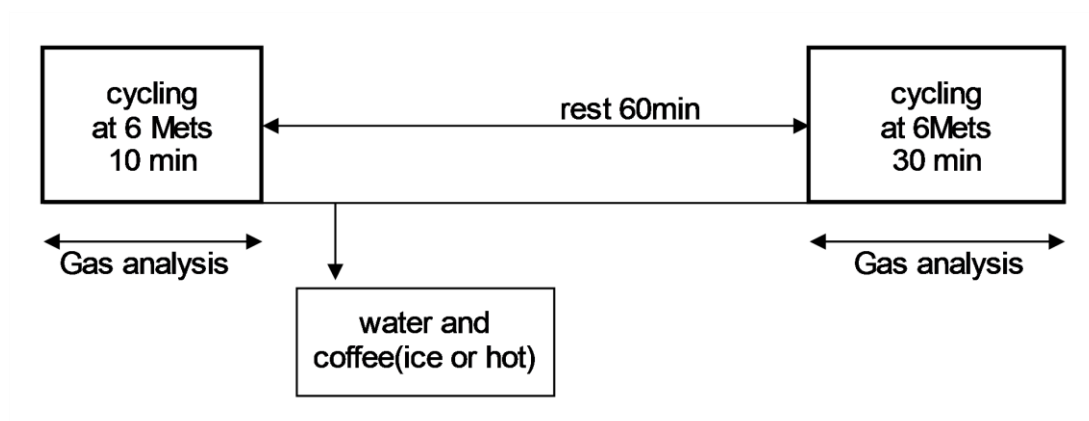 cycling
at 6 Mets
10 min
rest 60min
cycling
at 6Mets
30 min
Gas analysis
Gas analysis
water and
coffee(ice or hot)